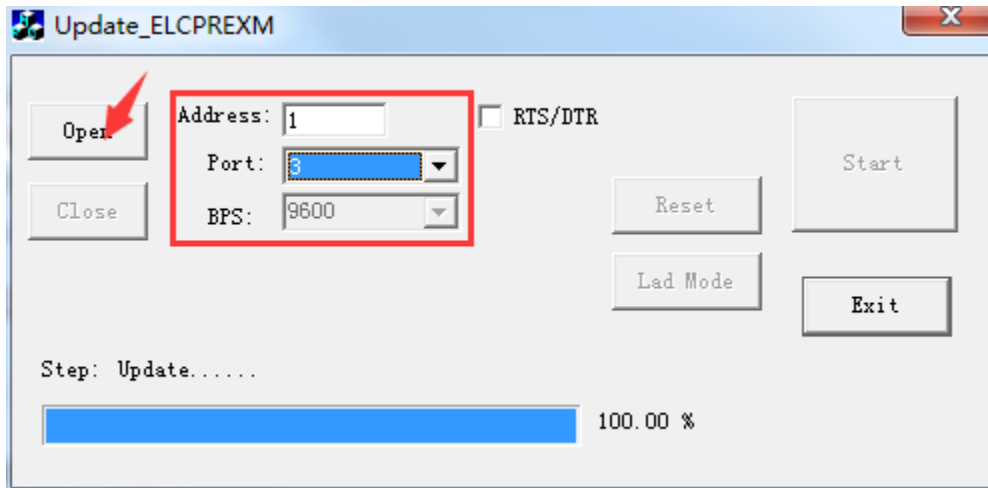 Update_ELCPREXM
Open
Address: 1
RTS/DTR
Port: 3
Start
Close
BPS: 9600
Reset
Lad Mode
Exit
Step: Update......
100.00 %